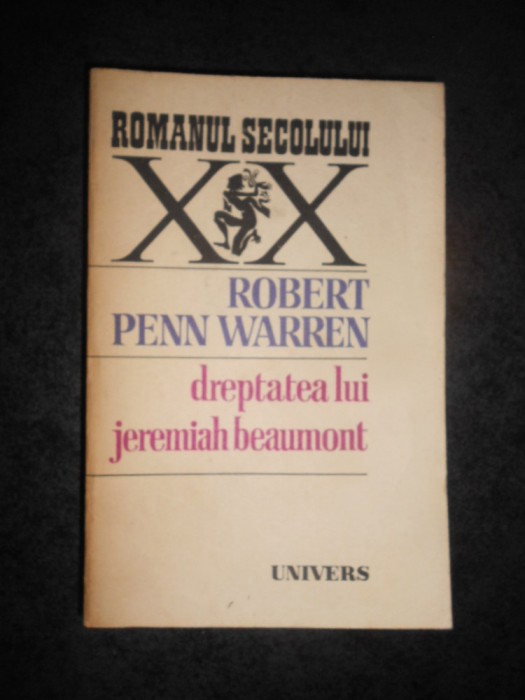 ROMANUL SECOLULUI
XX
ROBERT
PENN WARREN
dreptatea lui
jeremiah beaumont
UNIVERS